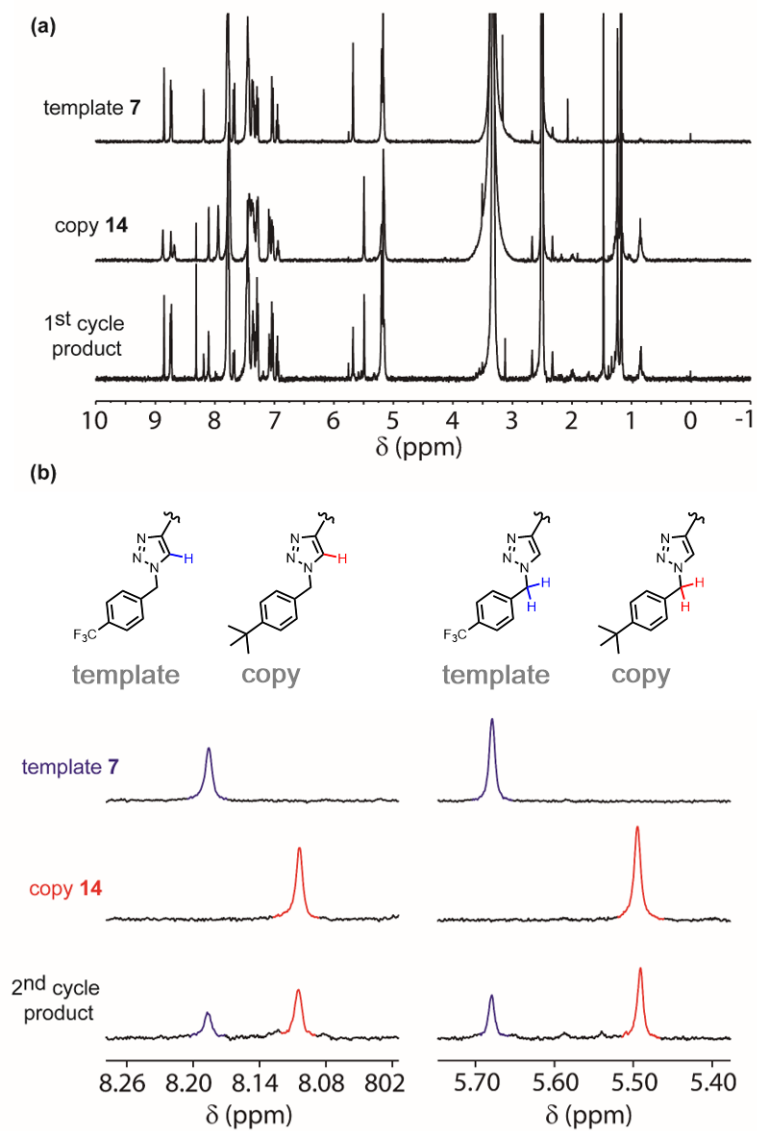 (a)
template 7
copy 14
1st cycle
product
10 9 8 7 6 5 4 3 2 1 0 -1
δ (ppm)
(b)
N N N H F3C
N N N H
N N N H H F3C
N N N H H
template copy template copy
template 7
copy 14
2nd cycle
product
8.26 8.20 8.14 8.08 802 5.70 5.60 5.50 5.40
δ (ppm) δ (ppm)